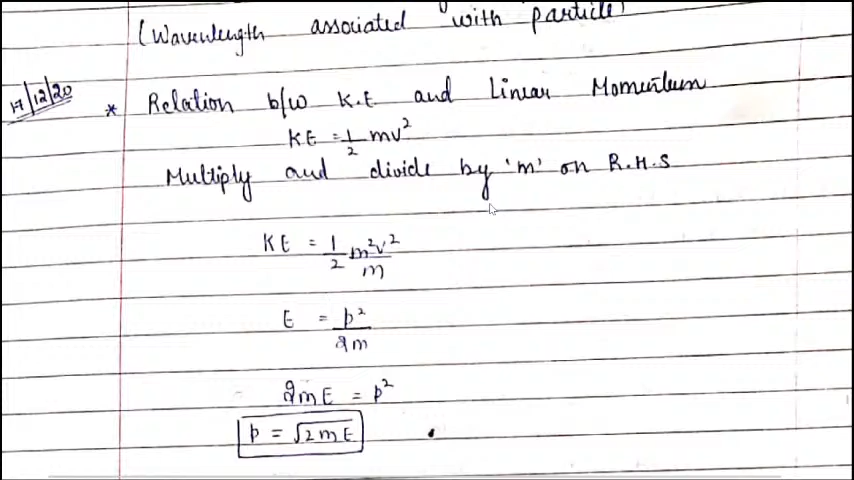 (Wavelength associated with particle)
17/12/20
* Relation b/w K.E and Linear Momentum
KE = 1/2 mv²
Multiply and divide by 'm' on R.H.S
KE = 1/2 m²v²/m
E = p²/2m
2mE = p²
p = √2mE